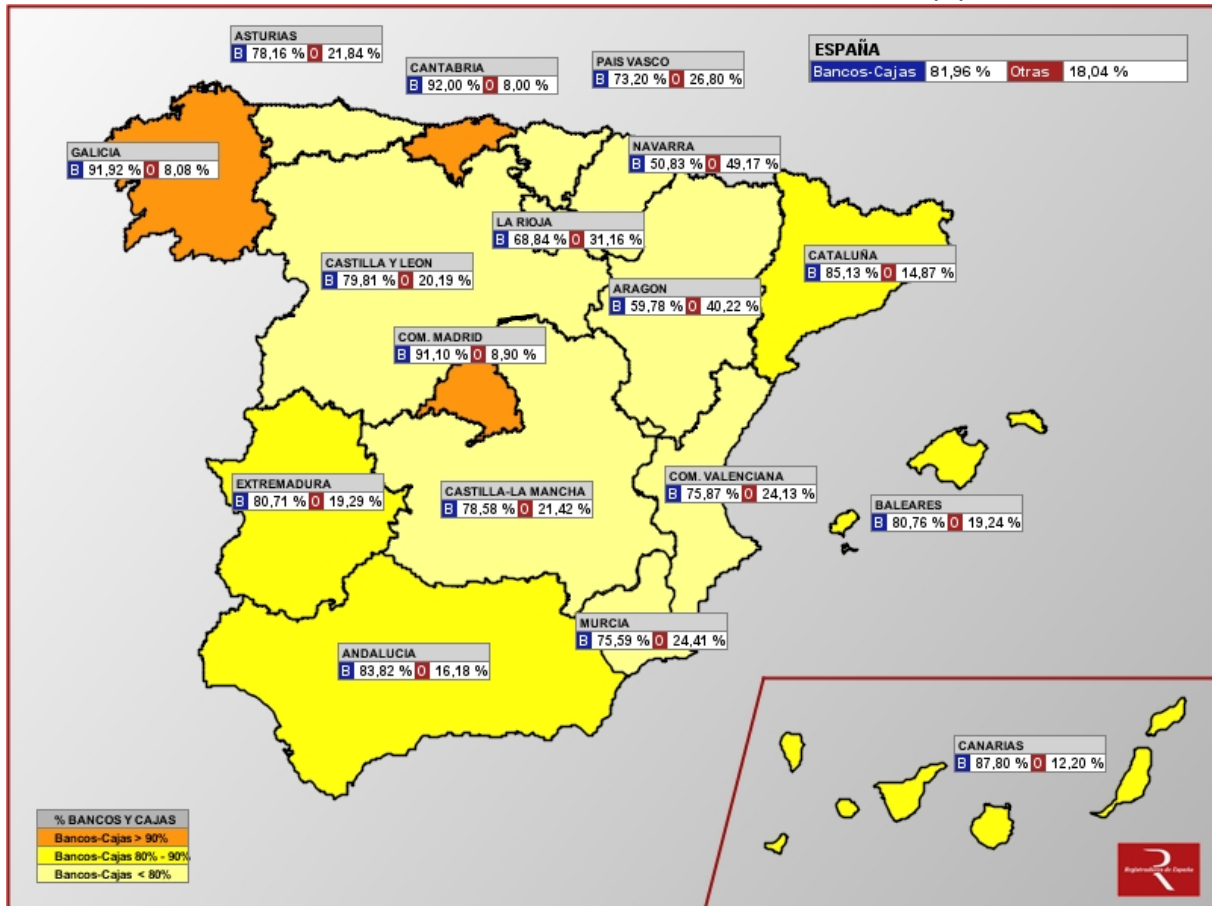 ASTURIAS
B 78,16 % O 21,84 %
CANTABRIA
B 92,00 % O 8,00 %
PAIS VASCO
B 73,20 % O 26,80 %
ESPAÑA
Bancos-Cajas 81,96 % Otras 18,04 %
GALICIA
B 91,92 % O 8,08 %
NAVARRA
B 50,83 % O 49,17 %
LA RIOJA
B 68,84 % O 31,16 %
CASTILLA Y LEON
B 79,81 % O 20,19 %
CATALUÑA
B 85,13 % O 14,87 %
ARAGON
B 59,78 % O 40,22 %
COM. MADRID
B 91,10 % O 8,90 %
EXTREMADURA
B 80,71 % O 19,29 %
CASTILLA-LA MANCHA
B 78,58 % O 21,42 %
COM. VALENCIANA
B 75,87 % O 24,13 %
BALEARES
B 80,76 % O 19,24 %
MURCIA
B 75,59 % O 24,41 %
ANDALUCIA
B 83,82 % O 16,18 %
CANARIAS
B 87,80 % O 12,20 %
% BANCOS Y CAJAS
Bancos-Cajas > 90%
Bancos-Cajas 80% - 90%
Bancos-Cajas < 80%
R
Registradores de España